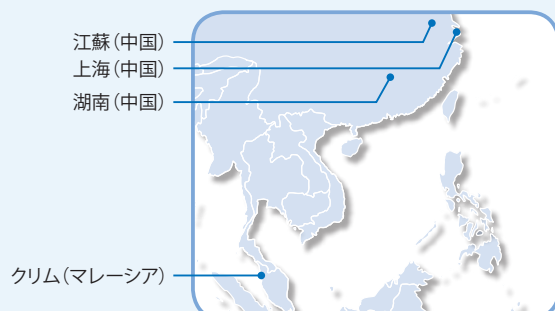 江蘇（中国）
上海（中国）
湖南（中国）
クリム（マレーシア）